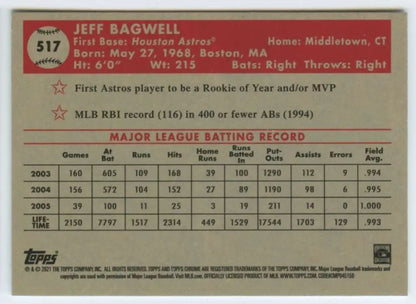 517
JEFF BAGWELL
First Base: Houston Astros® Home: Middletown, CT
Born: May 27, 1968, Boston, MA
Ht: 6'0" Wt: 215 Bats: Right Throws: Right
First Astros player to be a Rookie of Year and/or MVP
MLB RBI record (116) in 400 or fewer ABs (1994)
MAJOR LEAGUE BATTING RECORD
Games At Bat Runs Hits Home Runs Runs Batted In Put-Outs Assists Errors Field Avg.
2003 160 605 109 168 39 100 1290 112 9 .994
2004 156 572 104 152 27 89 1194 98 6 .995
2005 39 100 11 25 3 19 211 14 0 1.000
LIFE-TIME 2150 7797 1517 2314 449 1529 17544 1703 129 .993
Topps